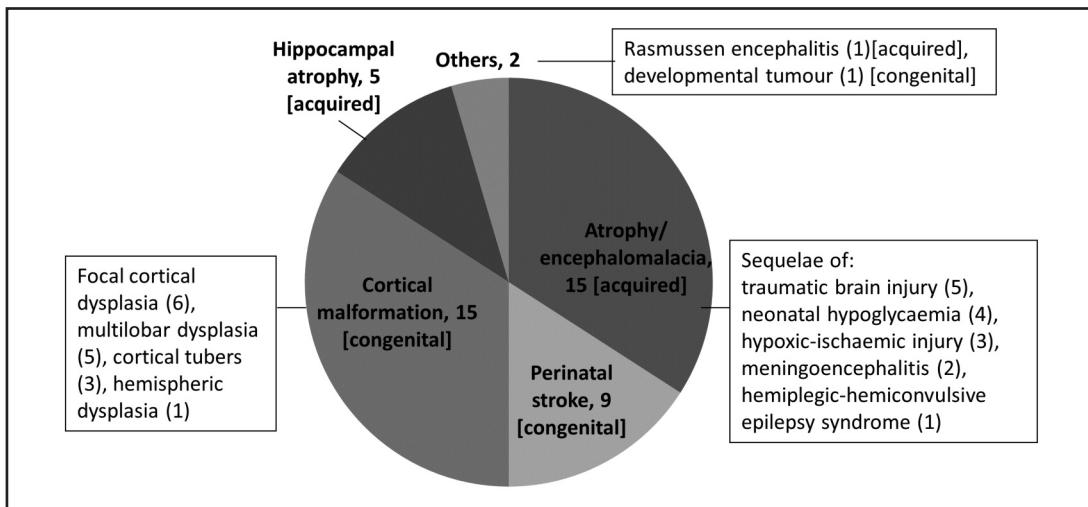 Hippocampal
atrophy, 5
[acquired]
Others, 2
Rasmussen encephalitis (1)[acquired],
developmental tumour (1) [congenital]
Atrophy/
encephalomalacia,
15 [acquired]
Sequelae of:
traumatic brain injury (5),
neonatal hypoglycaemia (4),
hypoxic-ischaemic injury (3),
meningoencephalitis (2),
hemiplegic-hemiconvulsive
epilepsy syndrome (1)
Focal cortical
dysplasia (6),
multilobar dysplasia
(5), cortical tubers
(3), hemispheric
dysplasia (1)
Cortical
malformation, 15
[congenital]
Perinatal
stroke, 9
[congenital]